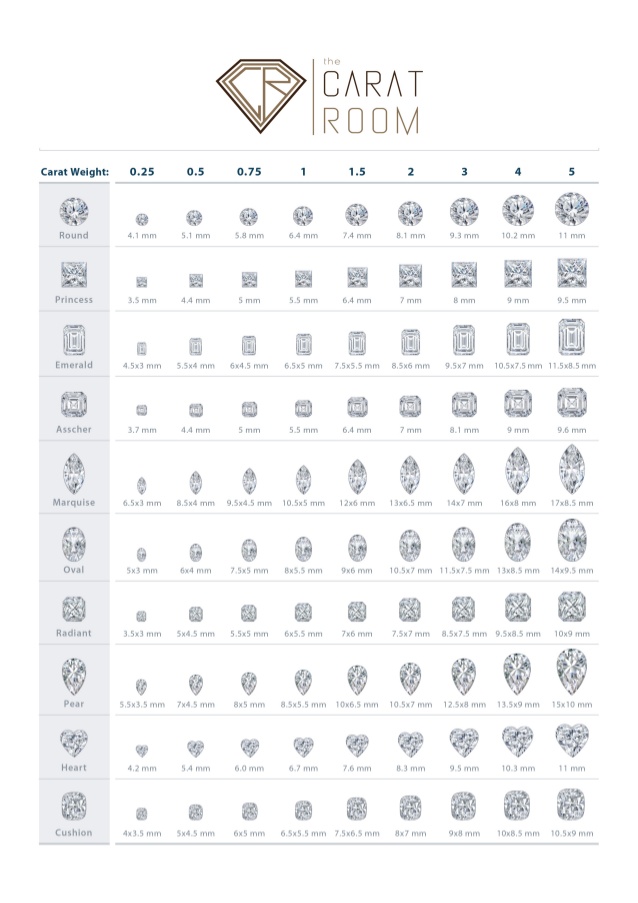 the
CARAT
ROOM
Carat Weight: 0.25 0.5 0.75 1 1.5 2 3 4 5
Round 4.1 mm 5.1 mm 5.8 mm 6.4 mm 7.4 mm 8.1 mm 9.3 mm 10.2 mm 11 mm
Princess 3.5 mm 4.4 mm 5 mm 5.5 mm 6.4 mm 7 mm 8 mm 9 mm 9.5 mm
Emerald 4.5x3 mm 5.5x4 mm 6x4.5 mm 6.5x5 mm 7.5x5.5 mm 8.5x6 mm 9.5x7 mm 10.5x7.5 mm 11.5x8.5 mm
Asscher 3.7 mm 4.4 mm 5 mm 5.5 mm 6.4 mm 7 mm 8.1 mm 9 mm 9.6 mm
Marquise 6.5x3 mm 8.5x4 mm 9.5x4.5 mm 10.5x5 mm 12x6 mm 13x6.5 mm 14x7 mm 16x8 mm 17x8.5 mm
Oval 5x3 mm 6x4 mm 7.5x5 mm 8x5.5 mm 9x6 mm 10.5x7 mm 11.5x7.5 mm 13x8.5 mm 14x9.5 mm
Radiant 3.5x3 mm 5x4.5 mm 5.5x5 mm 6x5.5 mm 7x6 mm 7.5x7 mm 8.5x7.5 mm 9.5x8.5 mm 10x9 mm
Pear 5.5x3.5 mm 7x4.5 mm 8x5 mm 8.5x5.5 mm 10x6.5 mm 10.5x7 mm 12.5x8 mm 13.5x9 mm 15x10 mm
Heart 4.2 mm 5.4 mm 6.0 mm 6.7 mm 7.6 mm 8.3 mm 9.5 mm 10.3 mm 11 mm
Cushion 4x3.5 mm 5x4.5 mm 6x5 mm 6.5x5.5 mm 7.5x6.5 mm 8x7 mm 9x8 mm 10x8.5 mm 10.5x9 mm